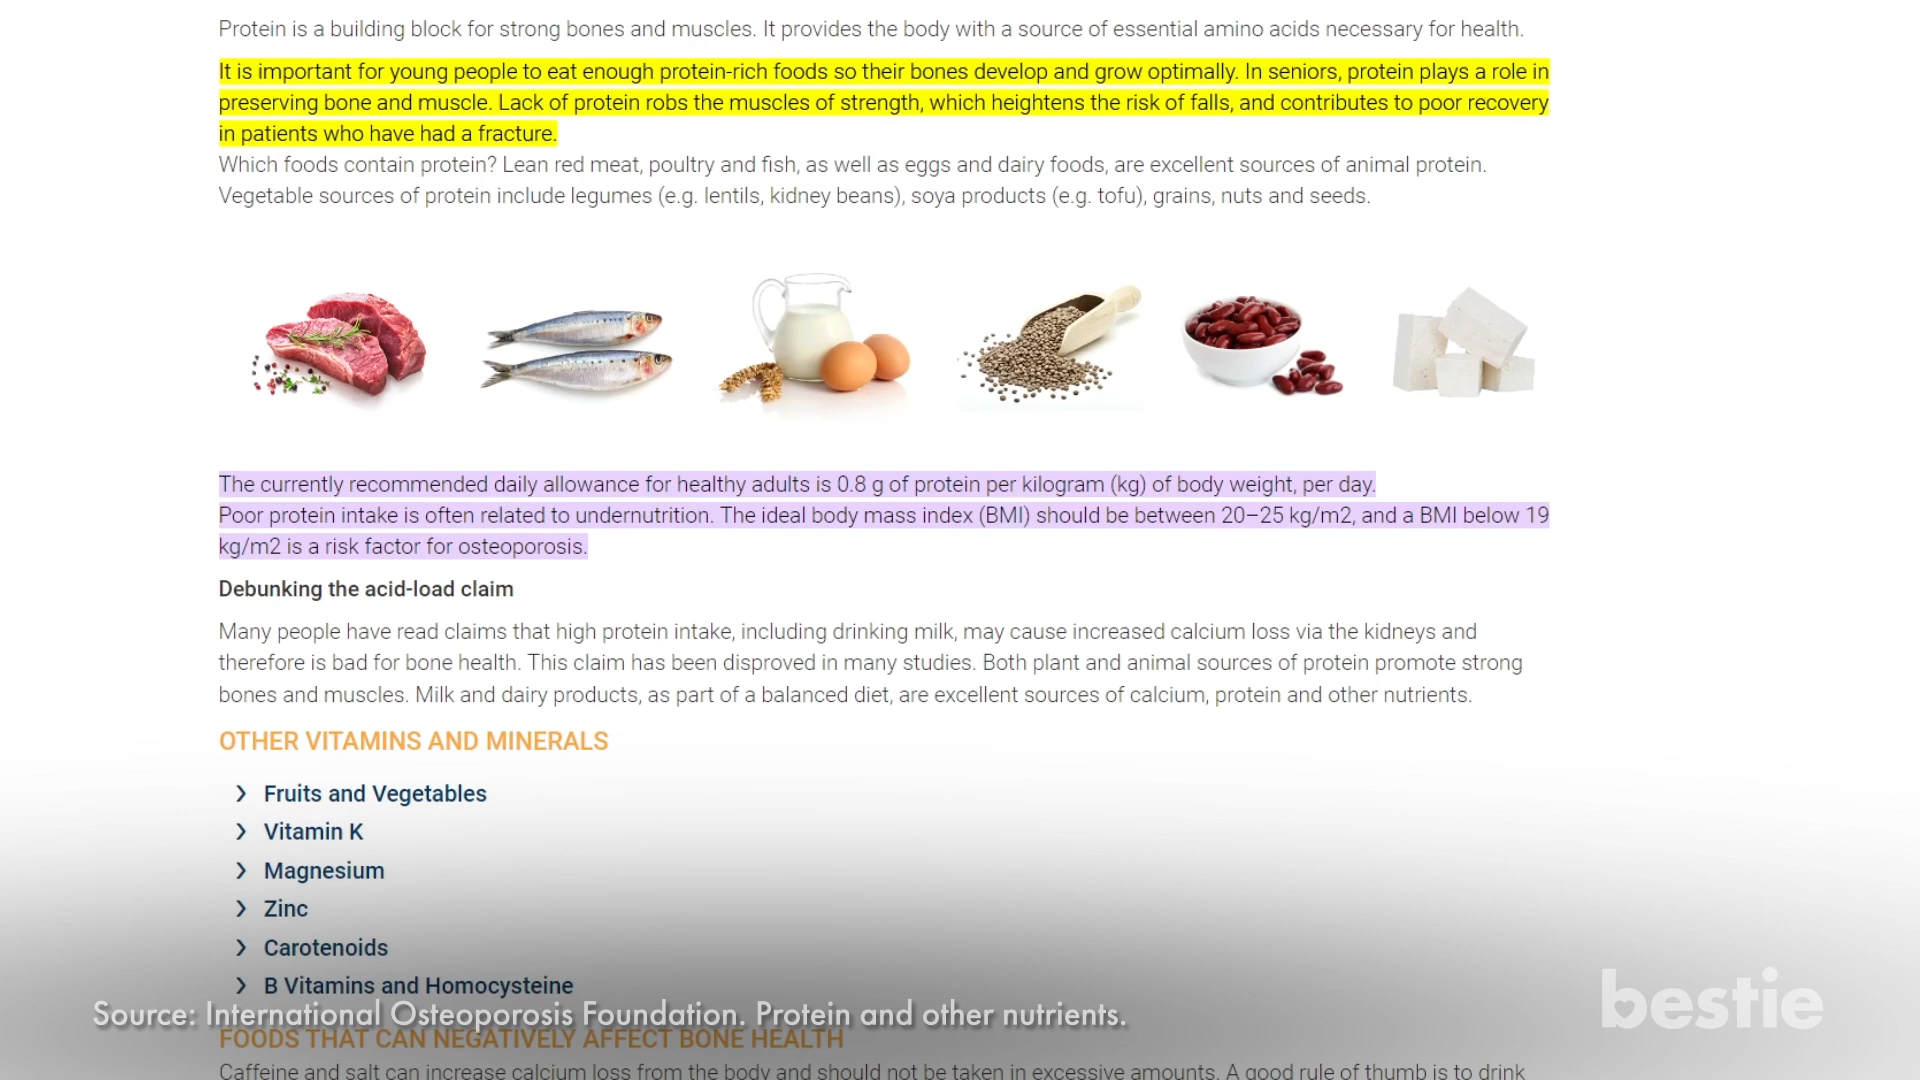 Protein is a building block for strong bones and muscles. It provides the body with a source of essential amino acids necessary for health.
It is important for young people to eat enough protein-rich foods so their bones develop and grow optimally. In seniors, protein plays a role in
preserving bone and muscle. Lack of protein robs the muscles of strength, which heightens the risk of falls, and contributes to poor recovery
in patients who have had a fracture.
Which foods contain protein? Lean red meat, poultry and fish, as well as eggs and dairy foods, are excellent sources of animal protein.
Vegetable sources of protein include legumes (e.g. lentils, kidney beans), soya products (e.g. tofu), grains, nuts and seeds.
The currently recommended daily allowance for healthy adults is 0.8 g of protein per kilogram (kg) of body weight, per day.
Poor protein intake is often related to undernutrition. The ideal body mass index (BMI) should be between 20–25 kg/m2, and a BMI below 19
kg/m2 is a risk factor for osteoporosis.
Debunking the acid-load claim
Many people have read claims that high protein intake, including drinking milk, may cause increased calcium loss via the kidneys and
therefore is bad for bone health. This claim has been disproved in many studies. Both plant and animal sources of protein promote strong
bones and muscles. Milk and dairy products, as part of a balanced diet, are excellent sources of calcium, protein and other nutrients.
OTHER VITAMINS AND MINERALS
Fruits and Vegetables
Vitamin K
Magnesium
Zinc
Carotenoids
B Vitamins and Homocysteine
Source: International Osteoporosis Foundation. Protein and other nutrients.
bestie
FOODS THAT CAN NEGATIVELY AFFECT BONE HEALTH
Caffeine and salt can increase calcium loss from the body and should not be taken in excessive amounts. A good rule of thumb is to drink